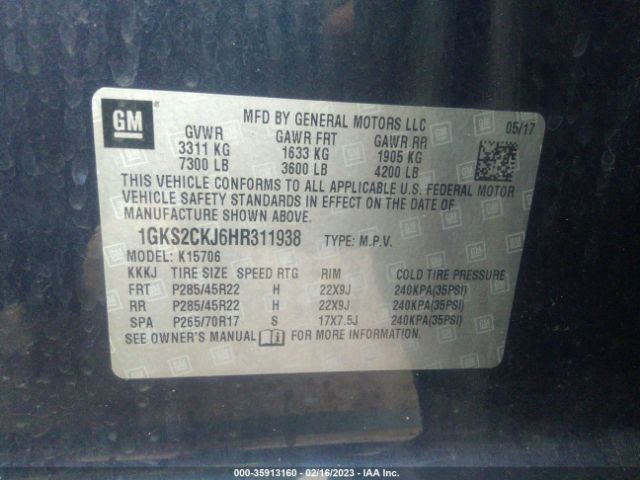 GM
MFD BY GENERAL MOTORS LLC
05/17
GVWR GAWR FRT GAWR RR
3311 KG 1633 KG 1905 KG
7300 LB 3600 LB 4200 LB
THIS VEHICLE CONFORMS TO ALL APPLICABLE U.S. FEDERAL MOTOR
VEHICLE SAFETY STANDARDS IN EFFECT ON THE DATE OF
MANUFACTURE SHOWN ABOVE.
1GKS2CKJ6HR311938 TYPE: M.P.V.
MODEL: K15706
KKKJ TIRE SIZE SPEED RTG RIM COLD TIRE PRESSURE
FRT P285/45R22 H 22X9J 240KPA(35PSI)
RR P285/45R22 H 22X9J 240KPA(35PSI)
SPA P265/70R17 S 17X7.5J 240KPA(35PSI)
SEE OWNER'S MANUAL FOR MORE INFORMATION.
000-35913160 - 02/16/2023 - IAA Inc.